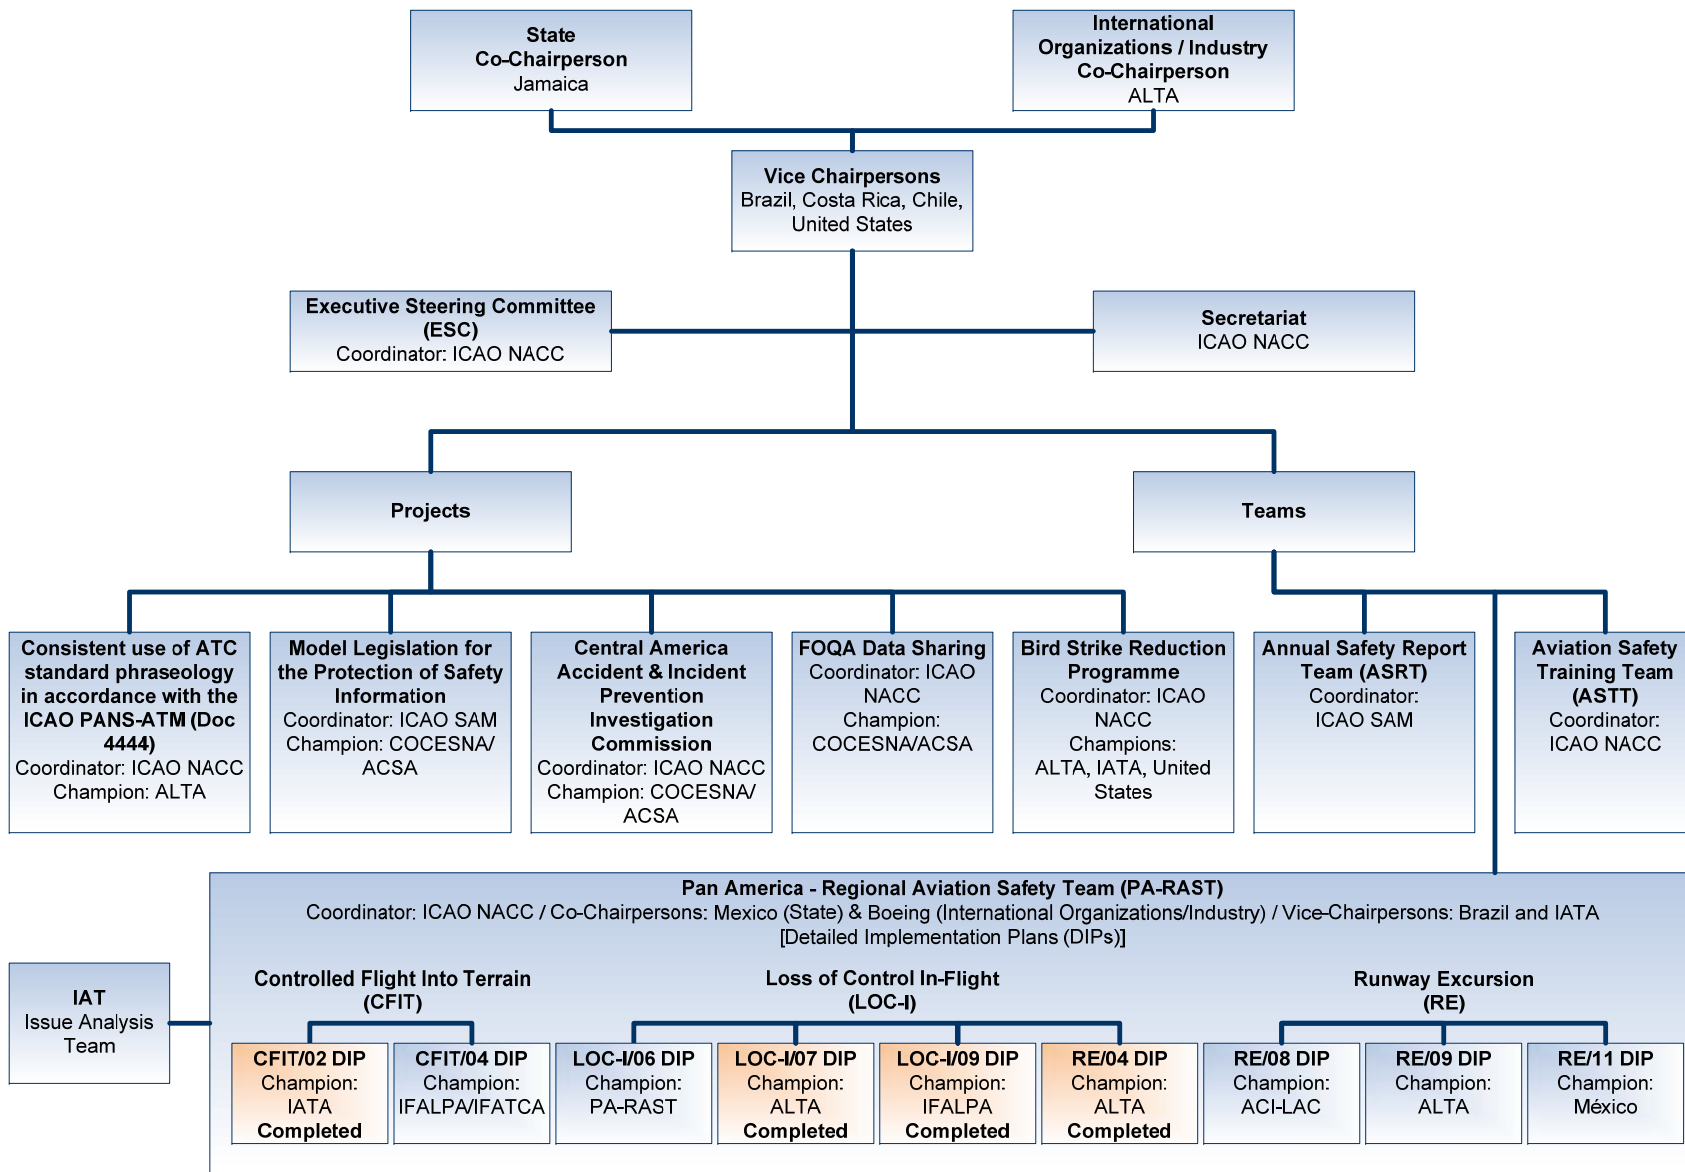 State
Co-Chairperson
Jamaica
International
Organizations / Industry
Co-Chairperson
ALTA
Vice Chairpersons
Brazil, Costa Rica, Chile,
United States
Executive Steering Committee
(ESC)
Coordinator: ICAO NACC
Secretariat
ICAO NACC
Projects
Teams
Consistent use of ATC
standard phraseology
in accordance with the
ICAO PANS-ATM (Doc
4444)
Coordinator: ICAO NACC
Champion: ALTA
Model Legislation for
the Protection of Safety
Information
Coordinator: ICAO SAM
Champion: COCESNA/
ACSA
Central America
Accident & Incident
Prevention
Investigation
Commission
Coordinator: ICAO NACC
Champion: COCESNA/
ACSA
FOQA Data Sharing
Coordinator: ICAO
NACC
Champion:
COCESNA/ACSA
Bird Strike Reduction
Programme
Coordinator: ICAO
NACC
Champions:
ALTA, IATA, United
States
Annual Safety Report
Team (ASRT)
Coordinator:
ICAO SAM
Aviation Safety
Training Team
(ASTT)
Coordinator:
ICAO NACC
Pan America - Regional Aviation Safety Team (PA-RAST)
Coordinator: ICAO NACC / Co-Chairpersons: Mexico (State) & Boeing (International Organizations/Industry) / Vice-Chairpersons: Brazil and IATA
[Detailed Implementation Plans (DIPs)]
IAT
Issue Analysis
Team
Controlled Flight Into Terrain
(CFIT)
Loss of Control In-Flight
(LOC-I)
Runway Excursion
(RE)
CFIT/02 DIP
Champion:
IATA
Completed
CFIT/04 DIP
Champion:
IFALPA/IFATCA
LOC-I/06 DIP
Champion:
PA-RAST
LOC-I/07 DIP
Champion:
ALTA
Completed
LOC-I/09 DIP
Champion:
IFALPA
Completed
RE/04 DIP
Champion:
ALTA
Completed
RE/08 DIP
Champion:
ACI-LAC
RE/09 DIP
Champion:
ALTA
RE/11 DIP
Champion:
México